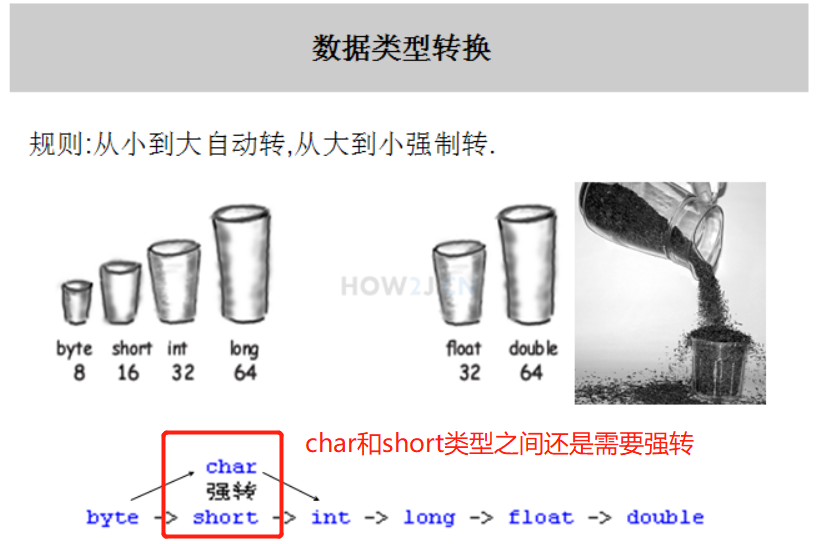 数据类型转换
规则:从小到大自动转,从大到小强制转.
HOW2J.CN
byte short int long float double
8 16 32 64 32 64
char和short类型之间还是需要强转
char
强转
byte -> short -> int -> long -> float -> double